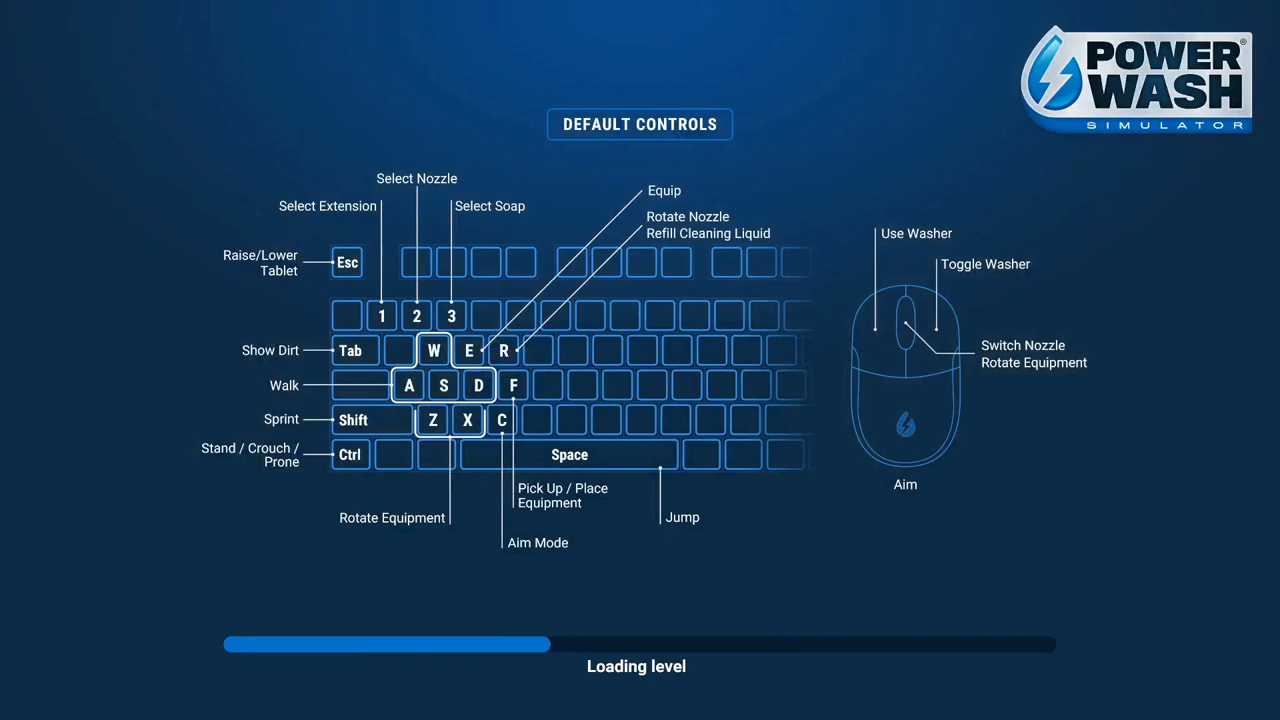 POWER
WASH
SIMULATOR
®
DEFAULT CONTROLS
Select Nozzle
Select Extension
Select Soap
Equip
Rotate Nozzle
Refill Cleaning Liquid
Raise/Lower
Tablet
Esc
1
2
3
Show Dirt
Tab
W
E
R
Walk
A
S
D
F
Sprint
Shift
Z
X
C
Stand / Crouch /
Prone
Ctrl
Space
Pick Up / Place
Equipment
Rotate Equipment
Jump
Aim Mode
Use Washer
Toggle Washer
Switch Nozzle
Rotate Equipment
Aim
Loading level